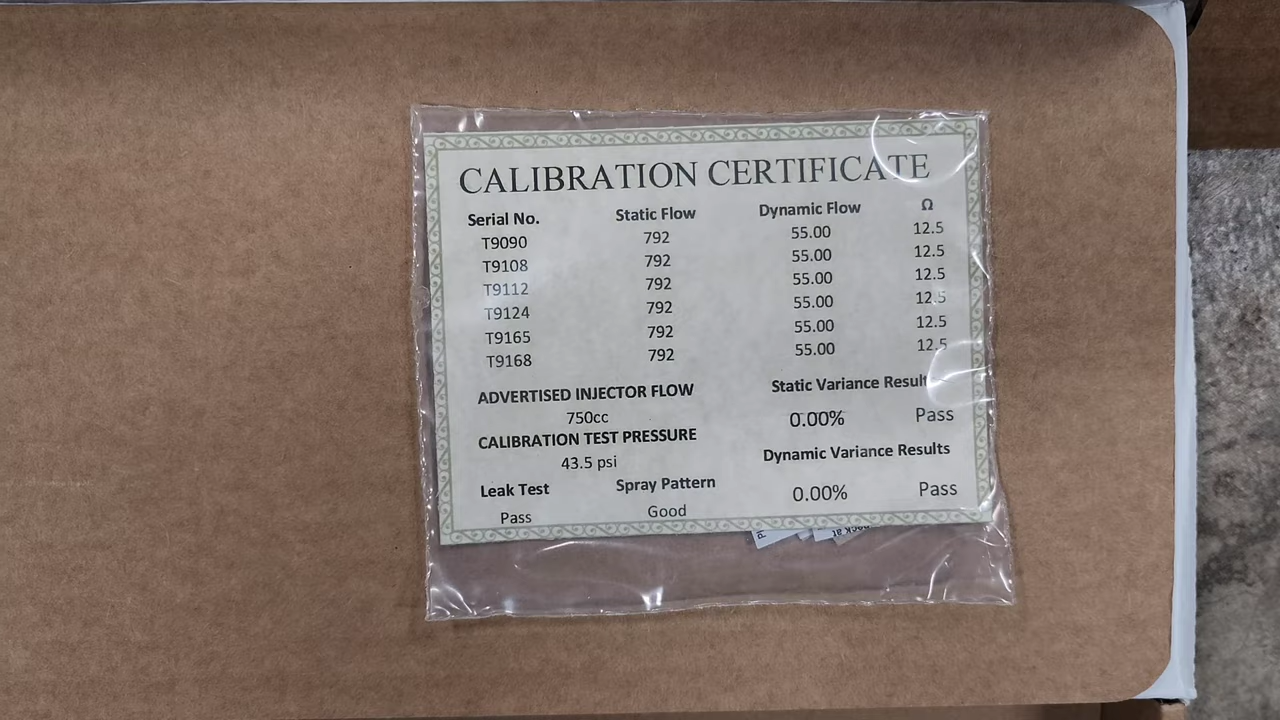 CALIBRATION CERTIFICATE
Serial No. Static Flow Dynamic Flow Ω
T9090 792 55.00 12.5
T9108 792 55.00 12.5
T9112 792 55.00 12.5
T9124 792 55.00 12.5
T9165 792 55.00 12.5
T9168 792 55.00 12.5
ADVERTISED INJECTOR FLOW
750cc
CALIBRATION TEST PRESSURE
43.5 psi
Leak Test Spray Pattern
Pass Good
Static Variance Result
0.00% Pass
Dynamic Variance Results
0.00% Pass
at